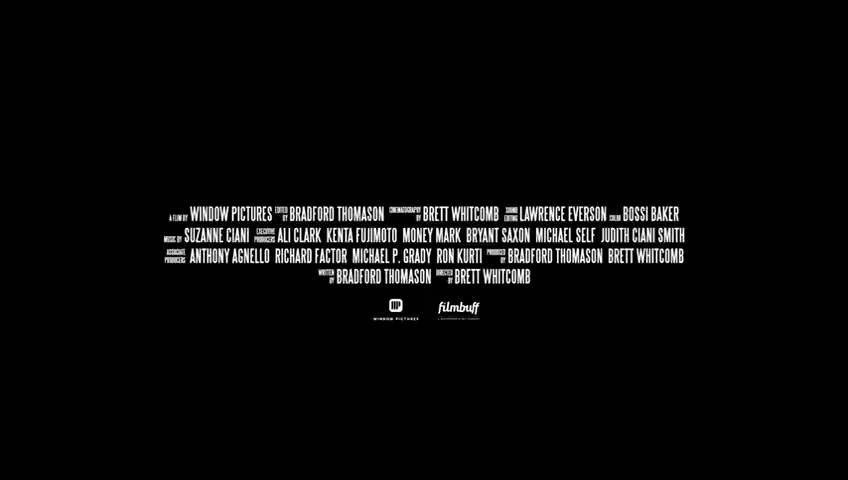 A FILM BY WINDOW PICTURES EDITED BY BRADFORD THOMASON CINEMATOGRAPHY BY BRETT WHITCOMB SOUND EDITING LAWRENCE EVERSON COLOR BOSSI BAKER
MUSIC BY SUZANNE CIANI EXECUTIVE PRODUCERS ALI CLARK KENTA FUJIMOTO MONEY MARK BRYANT SAXON MICHAEL SELF JUDITH CIANI SMITH
ASSOCIATE PRODUCERS ANTHONY AGNELLO RICHARD FACTOR MICHAEL P. GRADY RON KURTI PRODUCED BY BRADFORD THOMASON BRETT WHITCOMB
WRITTEN BY BRADFORD THOMASON DIRECTED BY BRETT WHITCOMB
filmbuff
WINDOW PICTURES